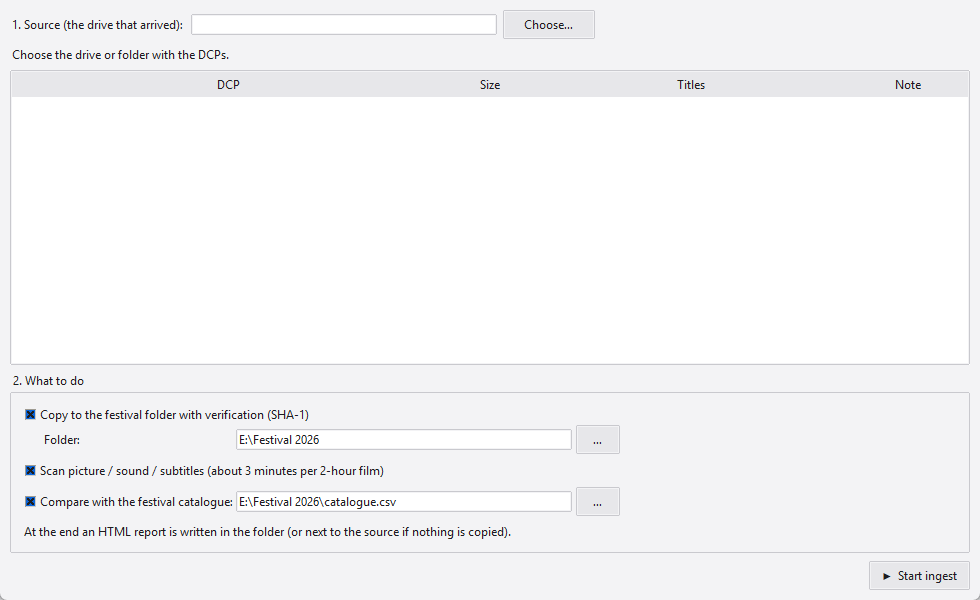 1. Source (the drive that arrived): Choose...
Choose the drive or folder with the DCPs.
DCP Size Titles Note
2. What to do
Copy to the festival folder with verification (SHA-1)
Folder: E:\Festival 2026 ...
Scan picture / sound / subtitles (about 3 minutes per 2-hour film)
Compare with the festival catalogue: E:\Festival 2026\catalogue.csv ...
At the end an HTML report is written in the folder (or next to the source if nothing is copied).
► Start ingest